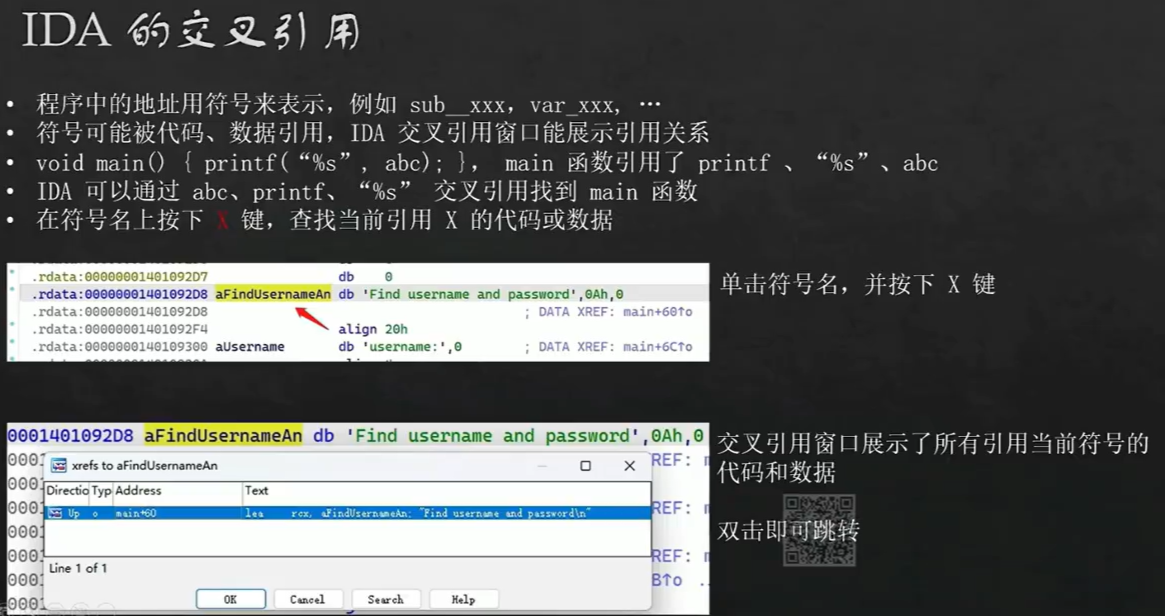 IDA 的交叉引用
• 程序中的地址用符号来表示，例如 sub__xxx，var_xxx, …
• 符号可能被代码、数据引用，IDA 交叉引用窗口能展示引用关系
• void main() { printf(“%s”, abc); }， main 函数引用了 printf 、“%s”、abc
• IDA 可以通过 abc、printf、“%s” 交叉引用找到 main 函数
• 在符号名上按下 X 键，查找当前引用 X 的代码或数据
.rdata:00000001401092D7 db 0
.rdata:00000001401092D8 aFindUsernameAn db 'Find username and password',0Ah,0
.rdata:00000001401092D8 ; DATA XREF: main+60↑o
.rdata:00000001401092F4 align 20h
.rdata:0000000140109300 aUsername db 'username:',0 ; DATA XREF: main+6C↑o
单击符号名，并按下 X 键
0001401092D8 aFindUsernameAn db 'Find username and password',0Ah,0
xrefs to aFindUsernameAn
Directio Typ Address Text
Up o main+60 lea rcx, aFindUsernameAn; "Find username and password\n"
Line 1 of 1
OK Cancel Search Help
交叉引用窗口展示了所有引用当前符号的
代码和数据
双击即可跳转